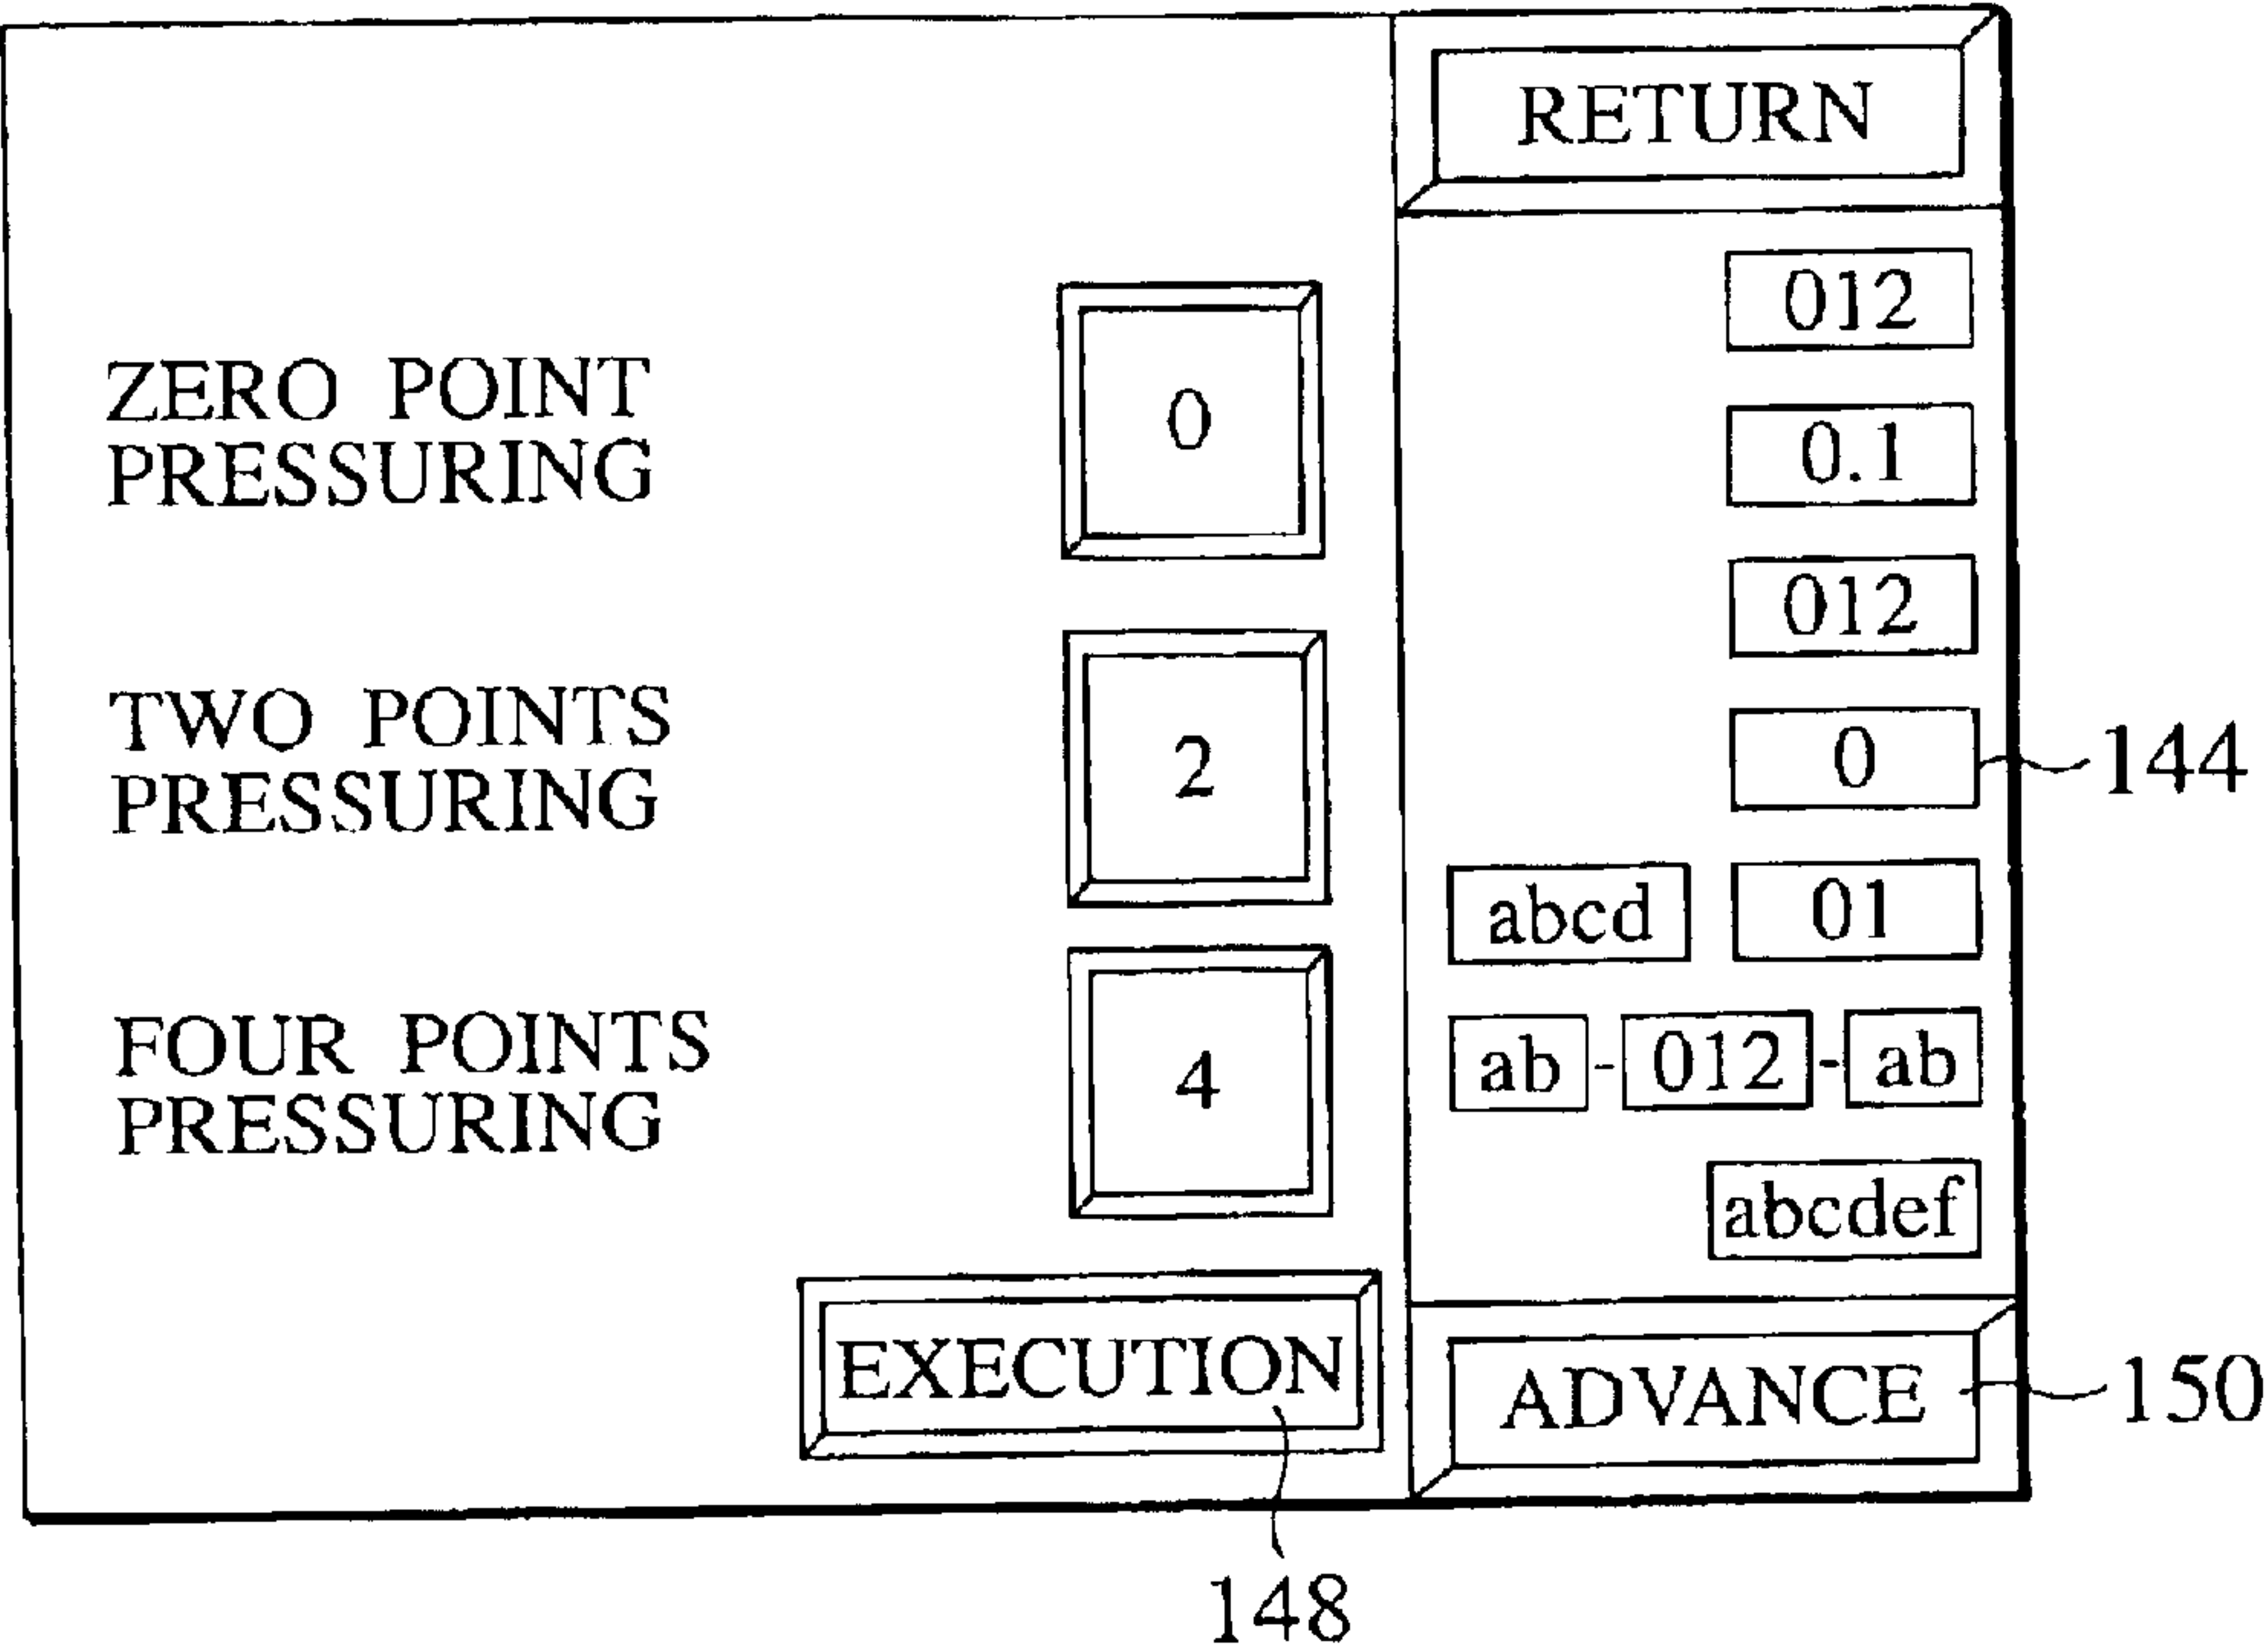 RETURN
012
0
ZERO POINT
PRESSURING
0.1
012
2
TWO POINTS
PRESSURING
0
144
abcd 01
4
FOUR POINTS
PRESSURING
ab - 012 - ab
abcdef
EXECUTION
ADVANCE
150
148